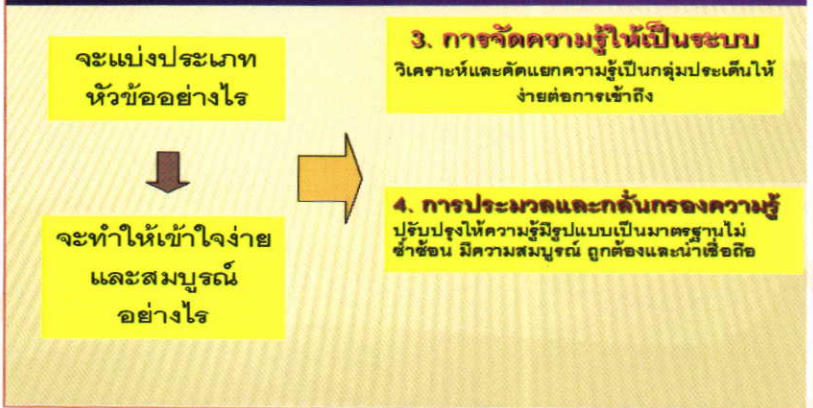 จะแบ่งประเภท
หัวข้ออย่างไร
3. การจัดความรู้ให้เป็นระบบ
วิเคราะห์และคัดแยกความรู้เป็นกลุ่มประเด็นให้
ง่ายต่อการเข้าถึง
จะทำให้เข้าใจง่าย
และสมบูรณ์
อย่างไร
4. การประมวลและกลั่นกรองความรู้
ปรับปรุงให้ความรู้มีรูปแบบเป็นมาตรฐานไม่
ซ้ำซ้อน มีความสมบูรณ์ ถูกต้องและน่าเชื่อถือ